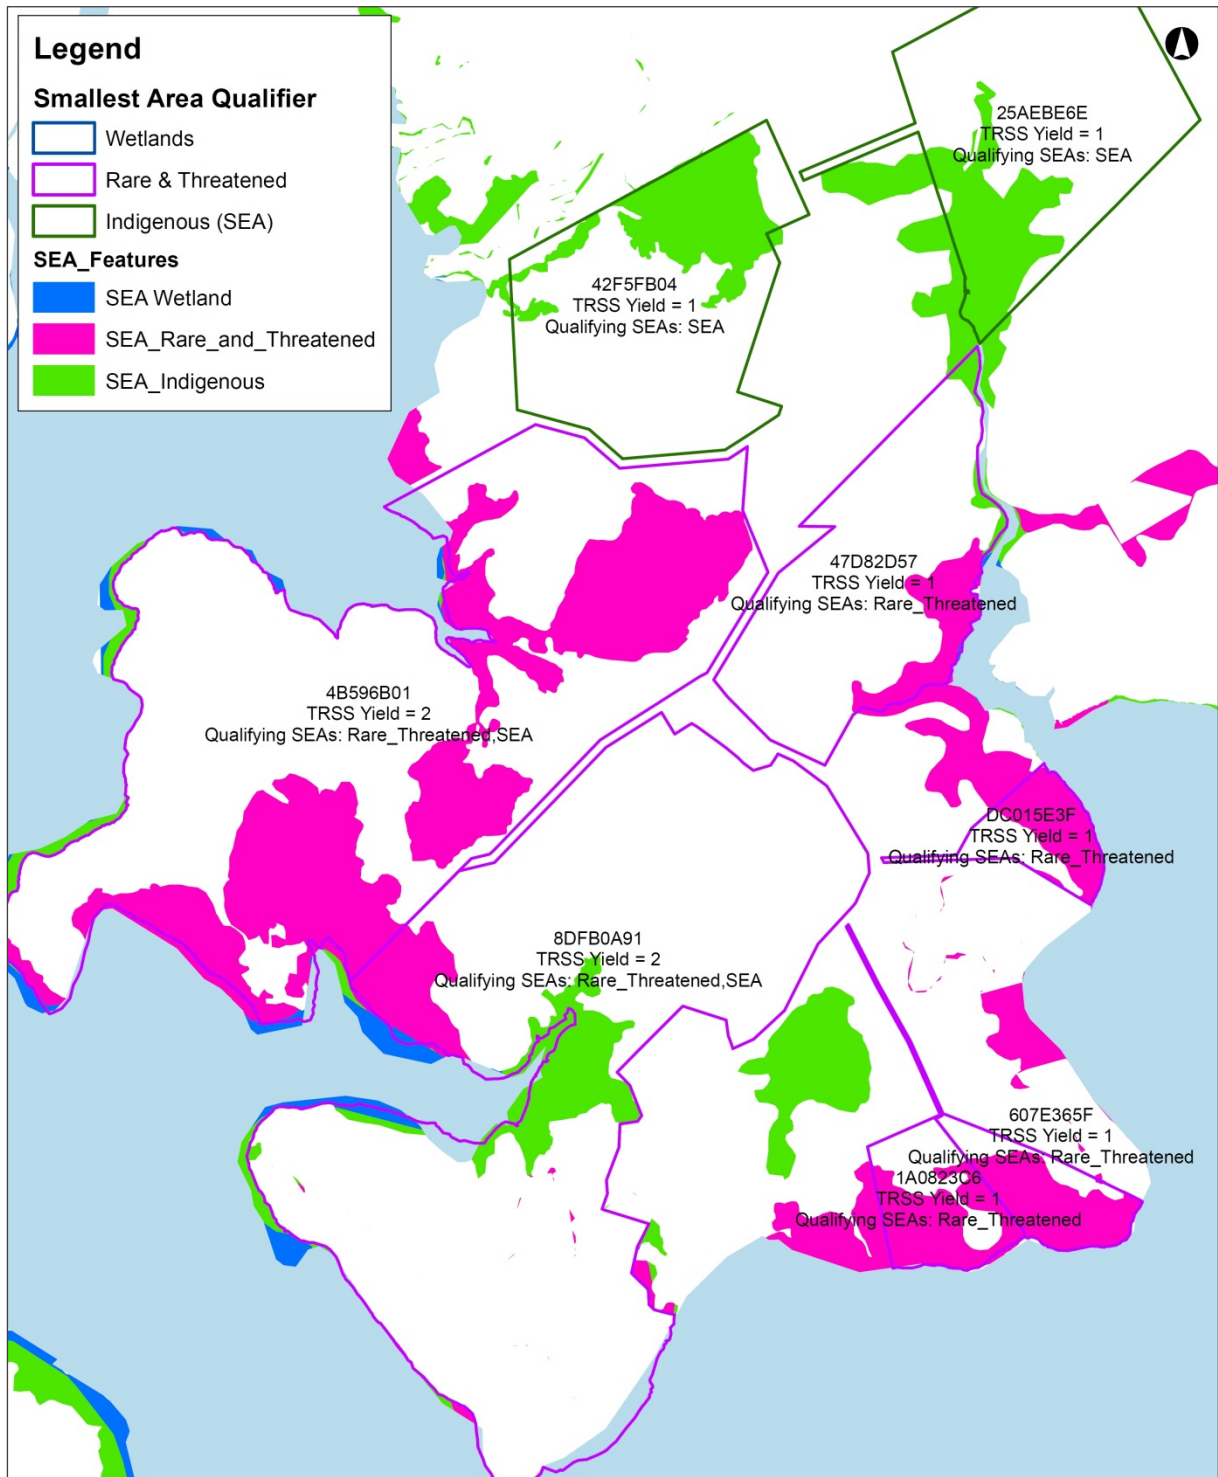 Legend
Smallest Area Qualifier
Wetlands
Rare & Threatened
Indigenous (SEA)
SEA_Features
SEA Wetland
SEA_Rare_and_Threatened
SEA_Indigenous
25AEBE6E
TRSS Yield = 1
Qualifying SEAs: SEA
42F5FB04
TRSS Yield = 1
Qualifying SEAs: SEA
47D82D57
TRSS Yield = 1
Qualifying SEAs: Rare_Threatened
4B596B01
TRSS Yield = 2
Qualifying SEAs: Rare_Threatened,SEA
DC015E3F
TRSS Yield = 1
Qualifying SEAs: Rare_Threatened
8DFB0A91
TRSS Yield = 2
Qualifying SEAs: Rare_Threatened,SEA
607E365F
TRSS Yield = 1
Qualifying SEAs: Rare_Threatened
1A0823C6
TRSS Yield = 1
Qualifying SEAs: Rare_Threatened